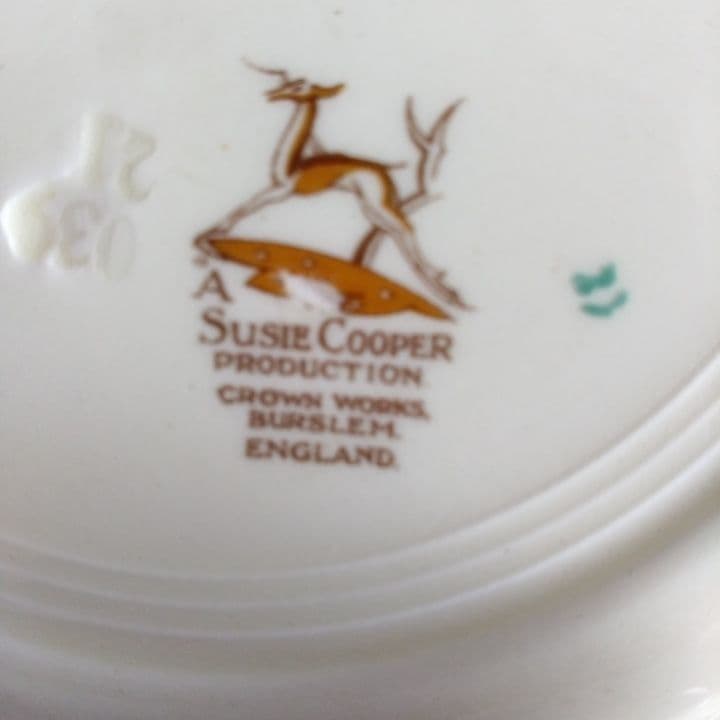 A
SUSIE COOPER
PRODUCTION
CROWN WORKS,
BURSLEM.
ENGLAND.